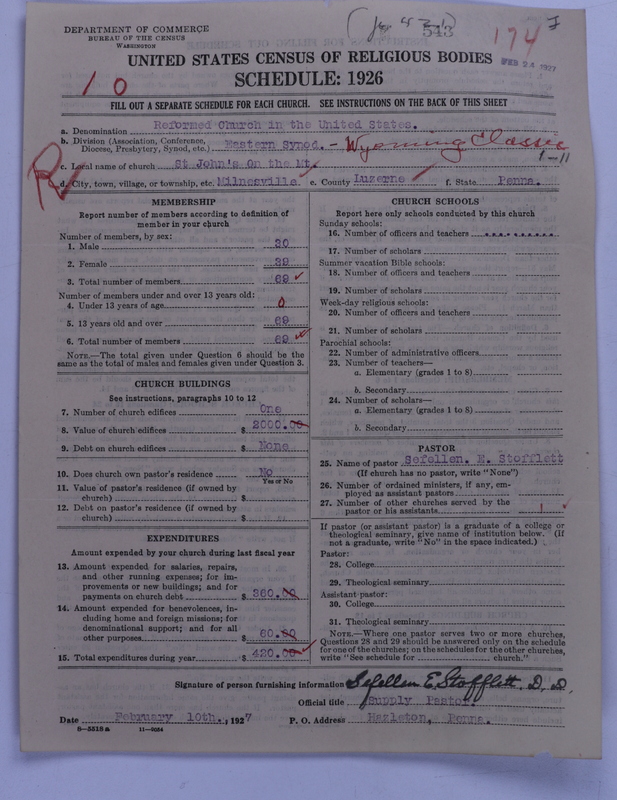 DEPARTMENT OF COMMERCE
BUREAU OF THE CENSUS
WASHINGTON
543
174
FEB 24 1927
UNITED STATES CENSUS OF RELIGIOUS BODIES
SCHEDULE: 1926
1 0
FILL OUT A SEPARATE SCHEDULE FOR EACH CHURCH. SEE INSTRUCTIONS ON THE BACK OF THIS SHEET
a. Denomination Reformed Church in the United States.
b. Division (Association, Conference, Diocese, Presbytery, Synod, etc.) Eastern Synod. - Wyoming Classes
1-11
c. Local name of church St John's On the Mt.
d. City, town, village, or township, etc. Milnesville. e. County Luzerne f. State Penna.
MEMBERSHIP
Report number of members according to definition of
member in your church
Number of members, by sex:
1. Male 30
2. Female 39
3. Total number of members 69
Number of members under and over 13 years old:
4. Under 13 years of age 0
5. 13 years old and over 69
6. Total number of members 69
NOTE.—The total given under Question 6 should be the
same as the total of males and females given under Question 3.
CHURCH BUILDINGS
See instructions, paragraphs 10 to 12
7. Number of church edifices One
8. Value of church edifices $ 2000.00
9. Debt on church edifices $ None
10. Does church own pastor's residence No
Yes or No
11. Value of pastor's residence (if owned by
church) $
12. Debt on pastor's residence (if owned by
church) $
EXPENDITURES
Amount expended by your church during last fiscal year
13. Amount expended for salaries, repairs,
and other running expenses; for im-
provements or new buildings; and for
payments on church debt $ 360.00
14. Amount expended for benevolences, in-
cluding home and foreign missions; for
denominational support; and for all
other purposes $ 60.00
15. Total expenditures during year $ 420.00
CHURCH SCHOOLS
Report here only schools conducted by this church
Sunday schools:
16. Number of officers and teachers
17. Number of scholars
Summer vacation Bible schools:
18. Number of officers and teachers
19. Number of scholars
Week-day religious schools:
20. Number of officers and teachers
21. Number of scholars
Parochial schools:
22. Number of administrative officers
23. Number of teachers—
a. Elementary (grades 1 to 8)
b. Secondary
24. Number of scholars—
a. Elementary (grades 1 to 8)
b. Secondary
PASTOR
25. Name of pastor Sefellen. E. Stofflett
(If church has no pastor, write "None")
26. Number of ordained ministers, if any, em-
ployed as assistant pastors
27. Number of other churches served by the
pastor or his assistants 1
If pastor (or assistant pastor) is a graduate of a college or
theological seminary, give name of institution below. (If
not a graduate, write "No" in the space indicated.)
Pastor:
28. College
29. Theological seminary
Assistant pastor:
30. College
31. Theological seminary
NOTE.—Where one pastor serves two or more churches,
Questions 28 and 29 should be answered only on the schedule
for one of the churches; on the schedules for the other churches,
write "See schedule for church."
Signature of person furnishing information Sefellen E. Stofflett. D. D.
Official title Supply Pastor.
Date February 10th., 1927 P. O. Address Hazleton, Penna.
8—5518a 11—9054